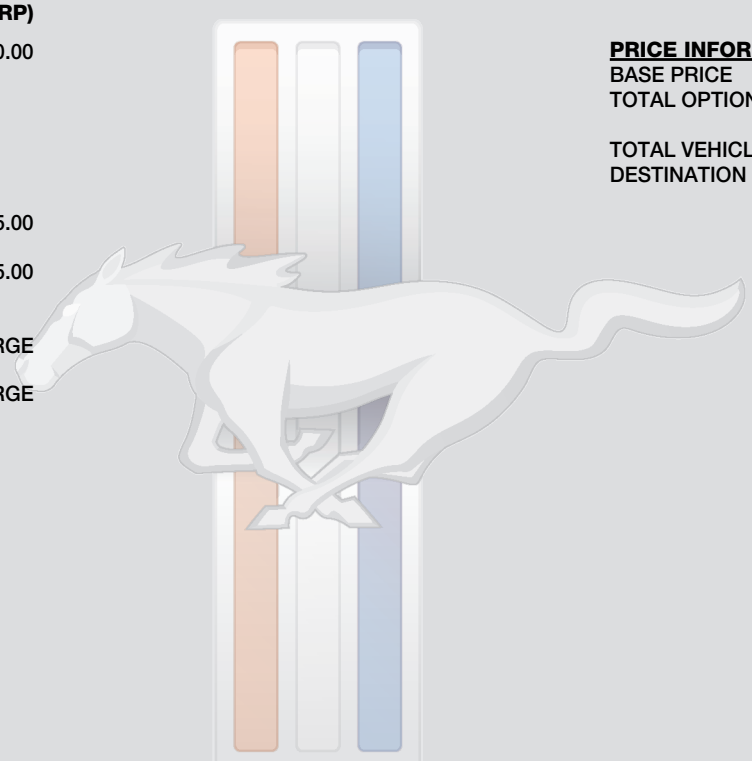 RP)
0.00
5.00
5.00
RGE
RGE
PRICE INFOR
BASE PRICE
TOTAL OPTION
TOTAL VEHICL
DESTINATION